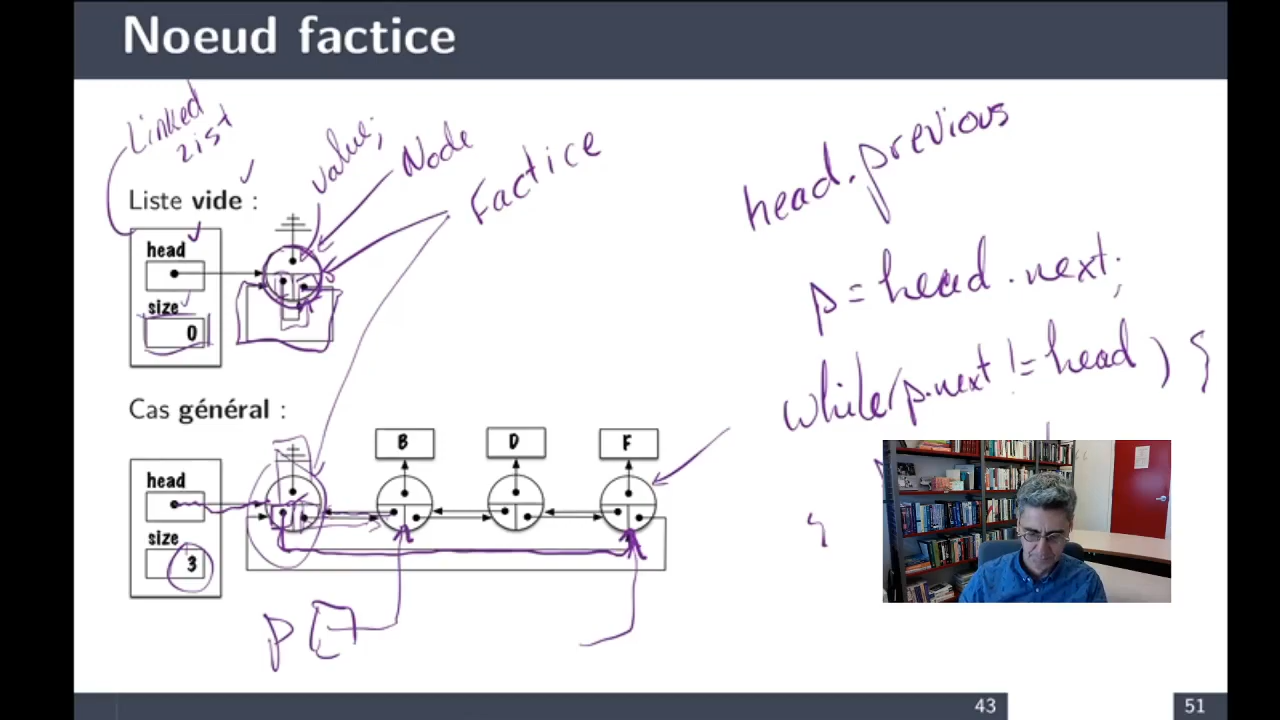 Noeud factice
Linked
List
value;
Node
Factice
head.previous
Liste vide :
head
size
0
p = head.next;
while(p.next != head) {
}
Cas général :
B
D
F
head
size
3
p
43
51